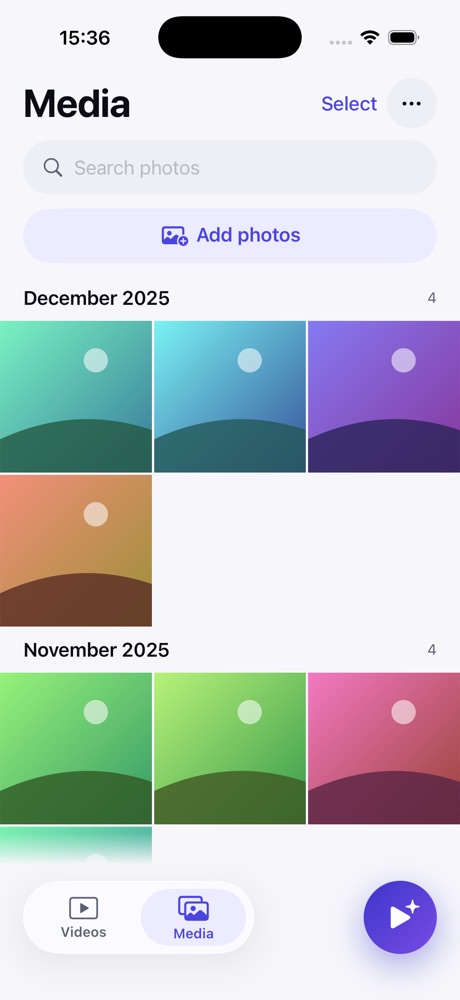 15:36
Media
Select
Search photos
Add photos
December 2025
4
November 2025
4
Videos
Media